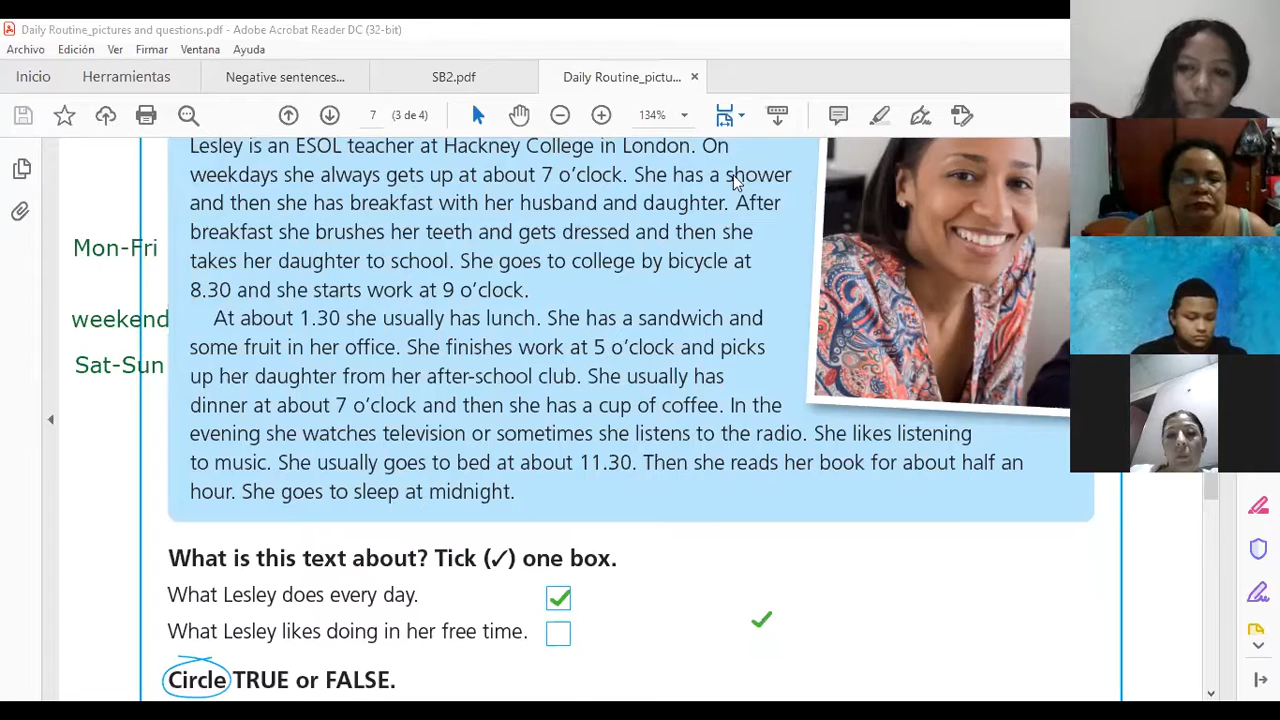 Daily Routine_pictures and questions.pdf - Adobe Acrobat Reader DC (32-bit)
Archivo Edición Ver Firmar Ventana Ayuda
Inicio Herramientas Negative sentences... SB2.pdf Daily Routine_pictu... ×
7 (3 de 4) 134%
Lesley is an ESOL teacher at Hackney College in London. On
weekdays she always gets up at about 7 o’clock. She has a shower
and then she has breakfast with her husband and daughter. After
breakfast she brushes her teeth and gets dressed and then she
takes her daughter to school. She goes to college by bicycle at
8.30 and she starts work at 9 o’clock.
At about 1.30 she usually has lunch. She has a sandwich and
some fruit in her office. She finishes work at 5 o’clock and picks
up her daughter from her after-school club. She usually has
dinner at about 7 o’clock and then she has a cup of coffee. In the
evening she watches television or sometimes she listens to the radio. She likes listening
to music. She usually goes to bed at about 11.30. Then she reads her book for about half an
hour. She goes to sleep at midnight.
Mon-Fri
weekend
Sat-Sun
What is this text about? Tick (✓) one box.
What Lesley does every day. ✓
What Lesley likes doing in her free time.
✓
Circle TRUE or FALSE.